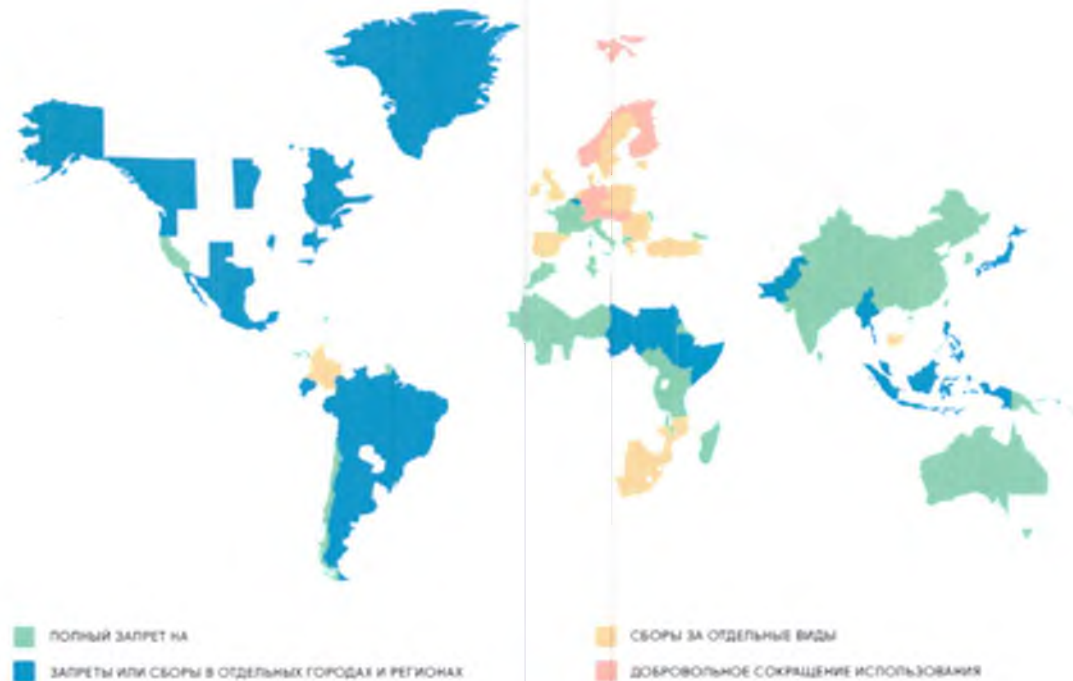 ПОЛНЫЙ ЗАПРЕТ НА
ЗАПРЕТЫ ИЛИ СБОРЫ В ОТДЕЛЬНЫХ ГОРОДАХ И РЕГИОНАХ
СБОРЫ ЗА ОТДЕЛЬНЫЕ ВИДЫ
ДОБРОВОЛЬНОЕ СОКРАЩЕНИЕ ИСПОЛЬЗОВАНИЯ